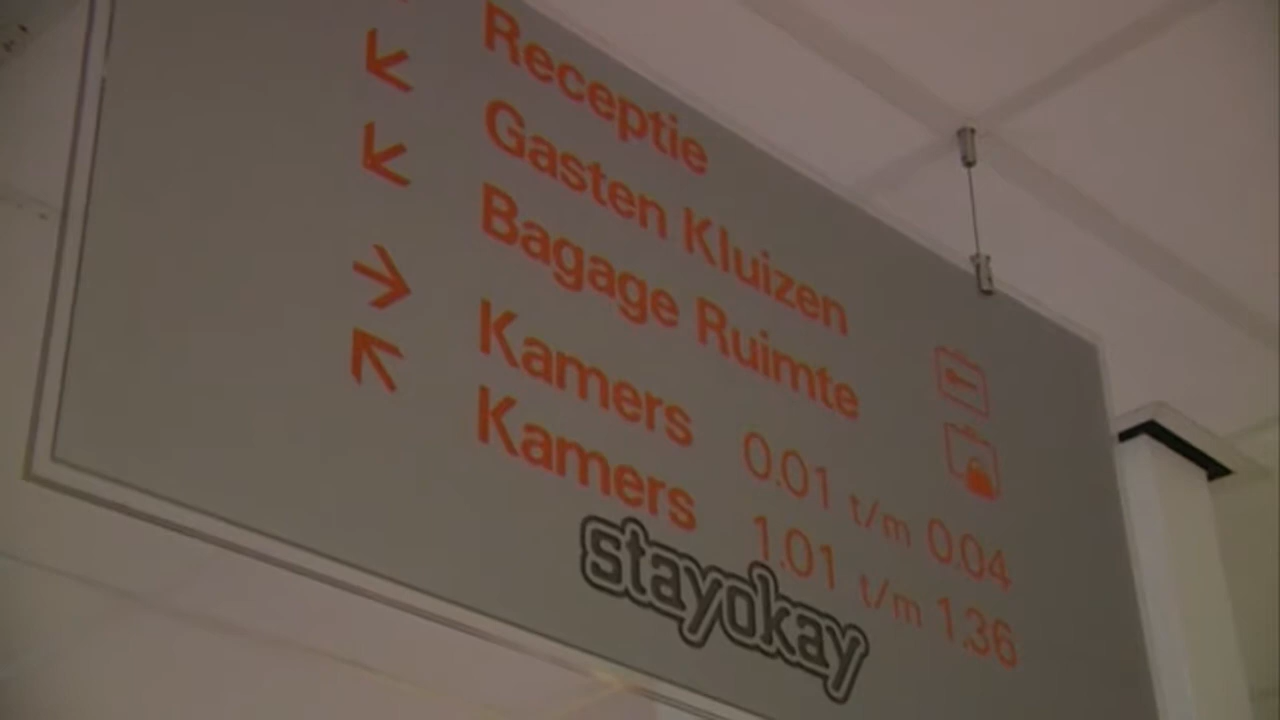 Receptie
Gasten Kluizen
Bagage Ruimte
Kamers 0.01 t/m 0.04
Kamers 1.01 t/m 1.36
stayokay